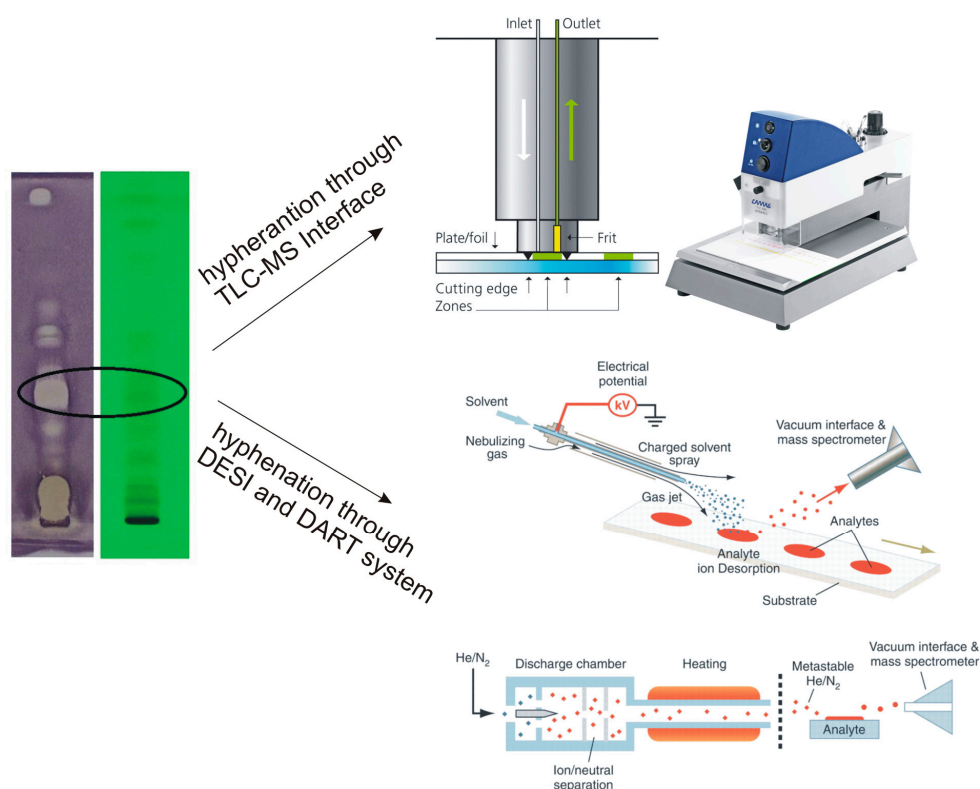 Inlet
Outlet
hypherantion through
TLC-MS Interface
Plate/foil
Frit
Cutting edge
Zones
CAMAG
hyphenation through
DESI and DART system
Electrical
potential
kV
Solvent
Nebulizing
gas
Charged solvent
spray
Vacuum interface &
mass spectrometer
Gas jet
Analytes
Analyte
ion Desorption
Substrate
He/N₂
Discharge chamber
Heating
Metastable
He/N₂
Vacuum interface &
mass spectrometer
Analyte
Ion/neutral
separation